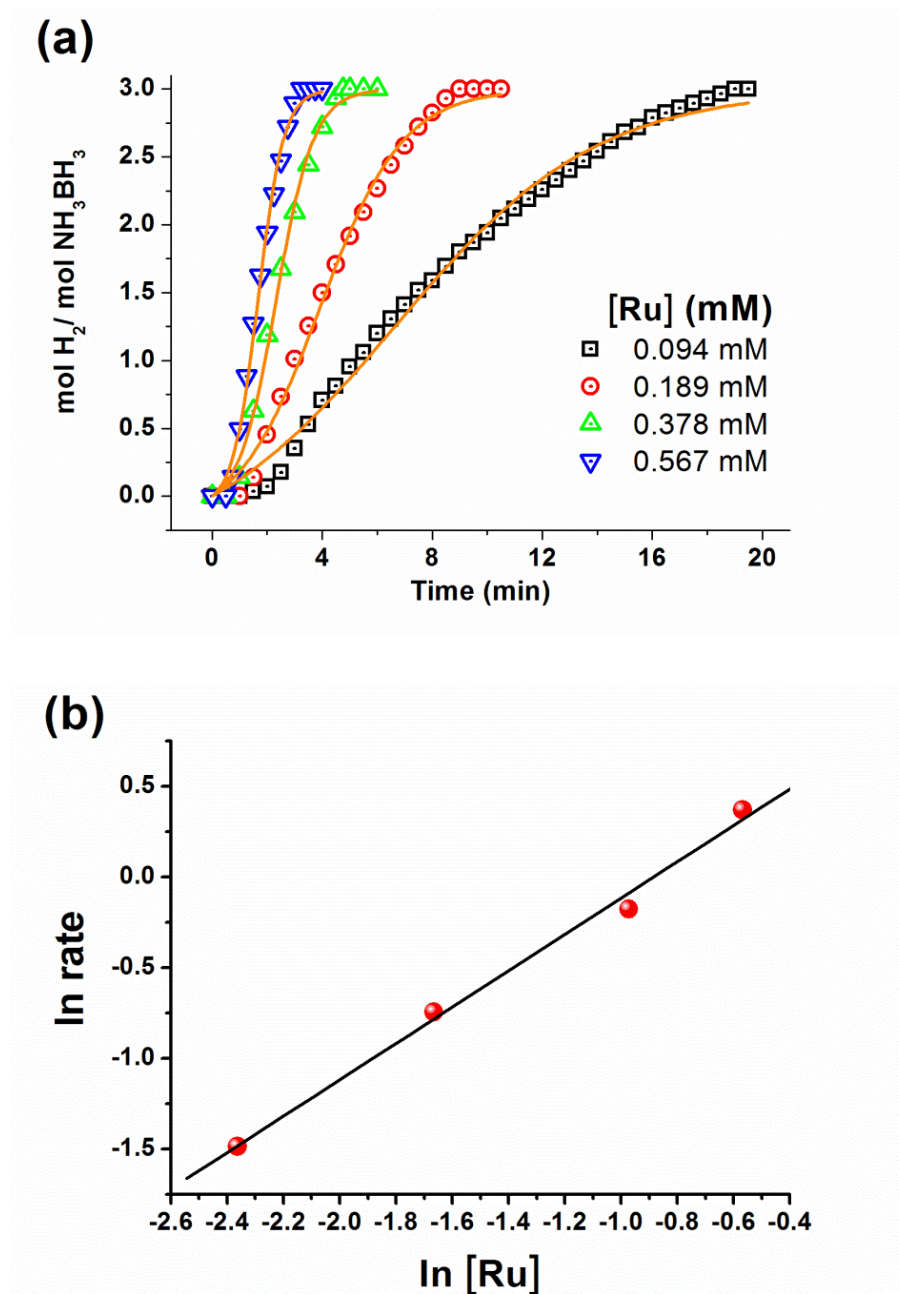 (a)
3.0
2.5
2.0
1.5
1.0
0.5
0.0
mol H₂/ mol NH₃BH₃
[Ru] (mM)
0.094 mM
0.189 mM
0.378 mM
0.567 mM
0 4 8 12 16 20
Time (min)
(b)
0.5
0.0
-0.5
-1.0
-1.5
ln rate
-2.6 -2.4 -2.2 -2.0 -1.8 -1.6 -1.4 -1.2 -1.0 -0.8 -0.6 -0.4
ln [Ru]